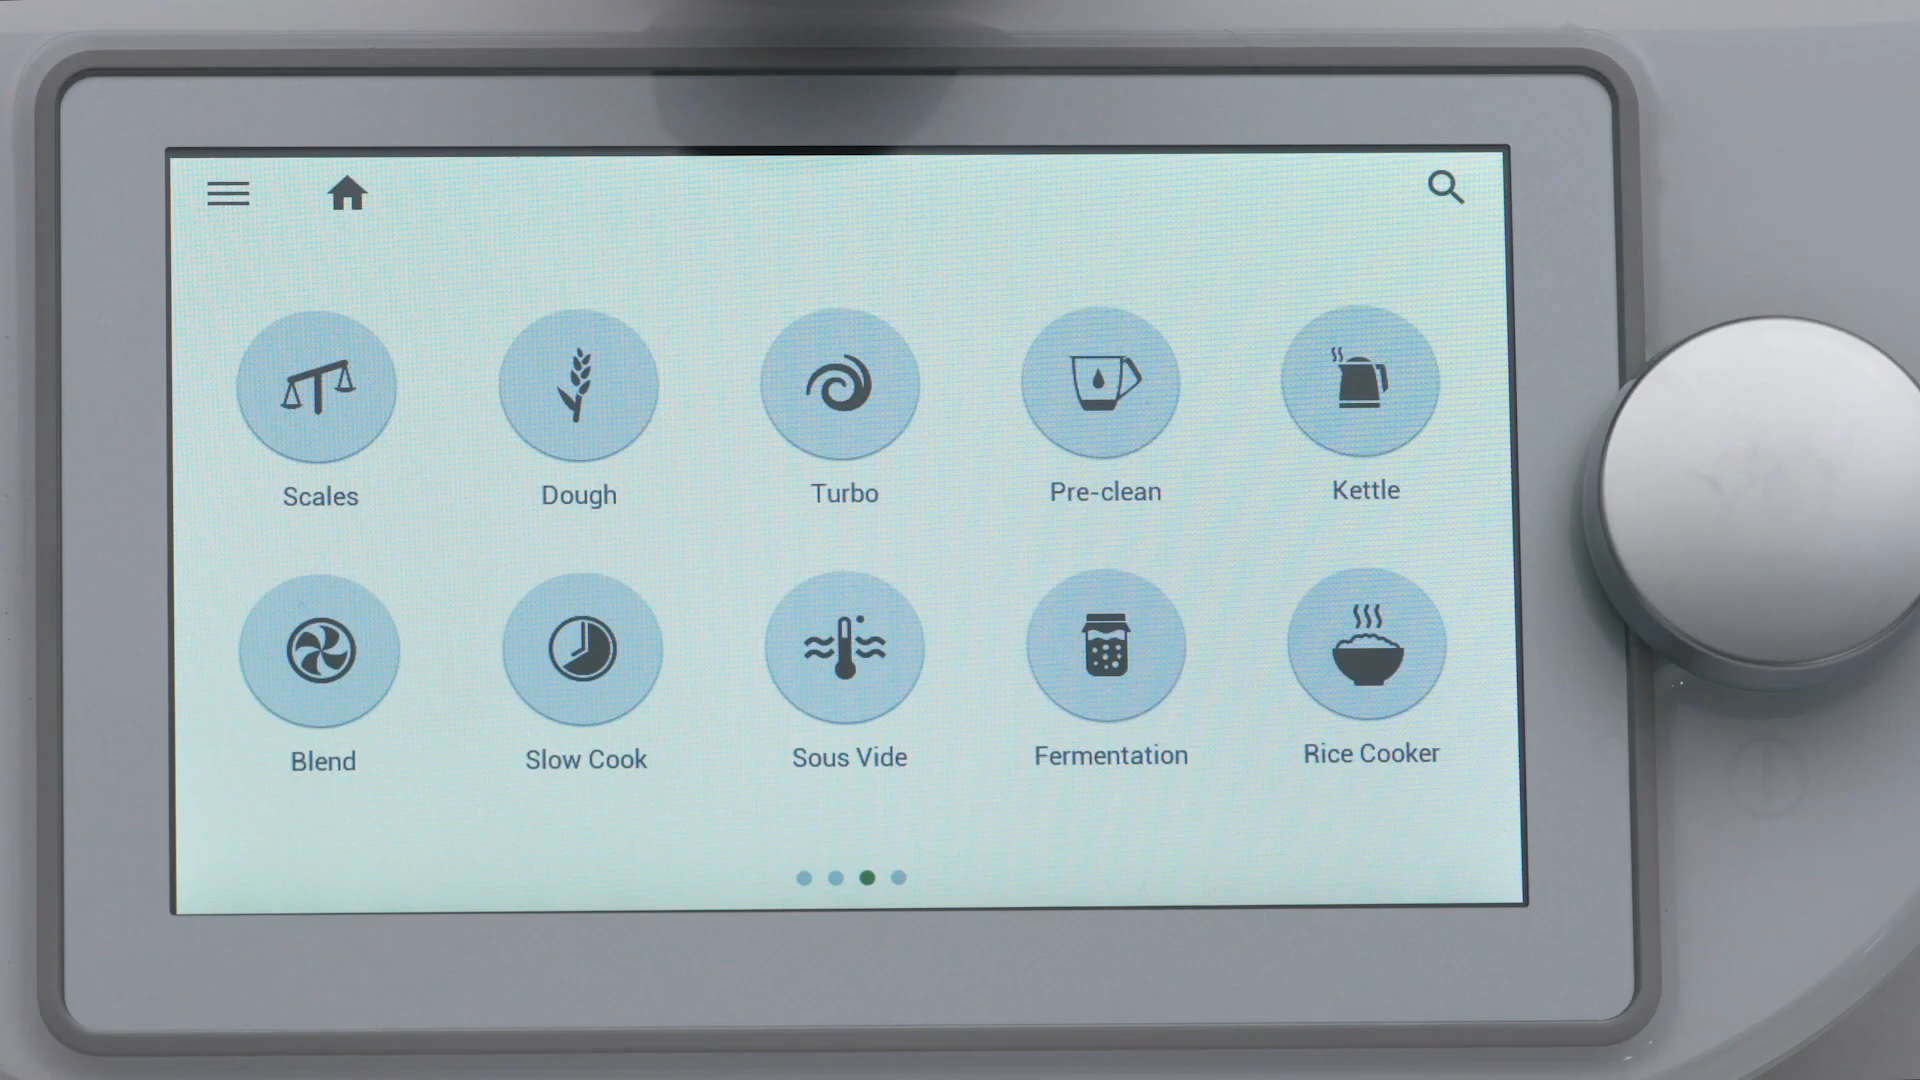 Scales
Dough
Turbo
Pre-clean
Kettle
Blend
Slow Cook
Sous Vide
Fermentation
Rice Cooker